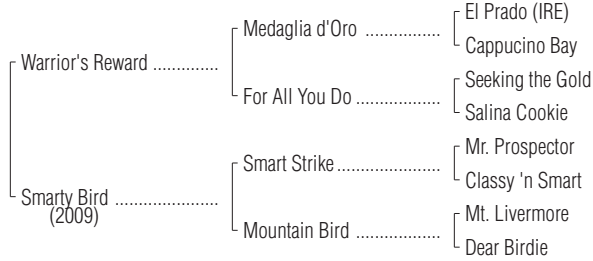 El Prado (IRE)
Medaglia d'Oro .................
Cappucino Bay
Warrior's Reward ..............
Seeking the Gold
For All You Do ...................
Salina Cookie
Mr. Prospector
Smart Strike .......................
Classy 'n Smart
Smarty Bird ......................
(2009)
Mt. Livermore
Mountain Bird ....................
Dear Birdie